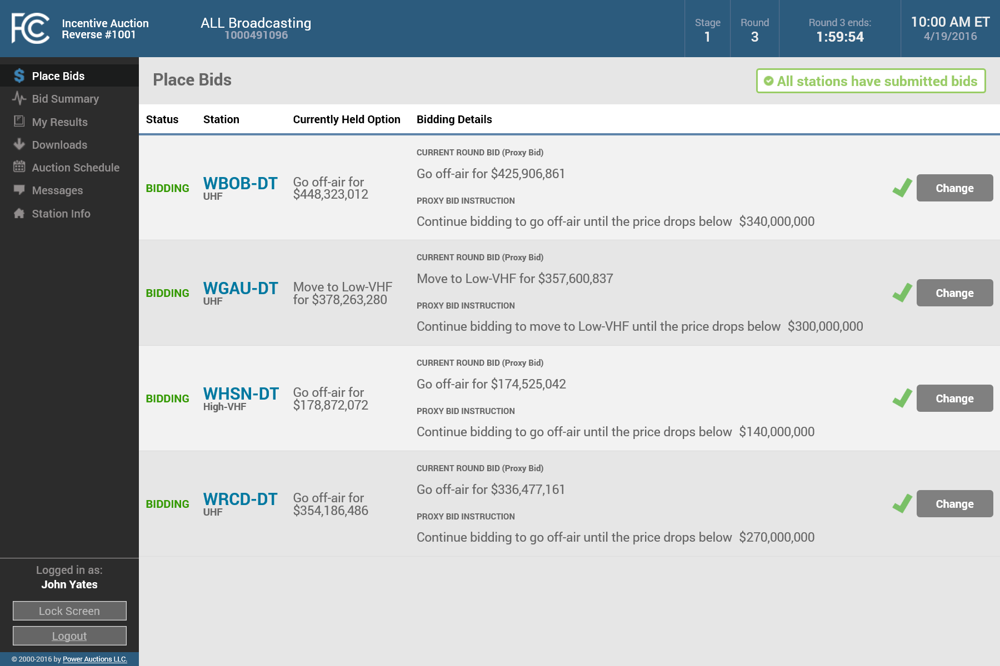 FCC
Incentive Auction
Reverse #1001
ALL Broadcasting
1000491096
Stage
1
Round
3
Round 3 ends:
1:59:54
10:00 AM ET
4/19/2016
Place Bids
Bid Summary
My Results
Downloads
Auction Schedule
Messages
Station Info
Logged in as:
John Yates
Lock Screen
Logout
© 2000-2016 by Power Auctions LLC.
Place Bids
All stations have submitted bids
Status Station Currently Held Option Bidding Details
BIDDING
WBOB-DT
UHF
Go off-air for
$448,323,012
CURRENT ROUND BID (Proxy Bid)
Go off-air for $425,906,861
PROXY BID INSTRUCTION
Continue bidding to go off-air until the price drops below $340,000,000
Change
BIDDING
WGAU-DT
UHF
Move to Low-VHF
for $378,263,280
CURRENT ROUND BID (Proxy Bid)
Move to Low-VHF for $357,600,837
PROXY BID INSTRUCTION
Continue bidding to move to Low-VHF until the price drops below $300,000,000
Change
BIDDING
WHSN-DT
High-VHF
Go off-air for
$178,872,072
CURRENT ROUND BID (Proxy Bid)
Go off-air for $174,525,042
PROXY BID INSTRUCTION
Continue bidding to go off-air until the price drops below $140,000,000
Change
BIDDING
WRCD-DT
UHF
Go off-air for
$354,186,486
CURRENT ROUND BID (Proxy Bid)
Go off-air for $336,477,161
PROXY BID INSTRUCTION
Continue bidding to go off-air until the price drops below $270,000,000
Change